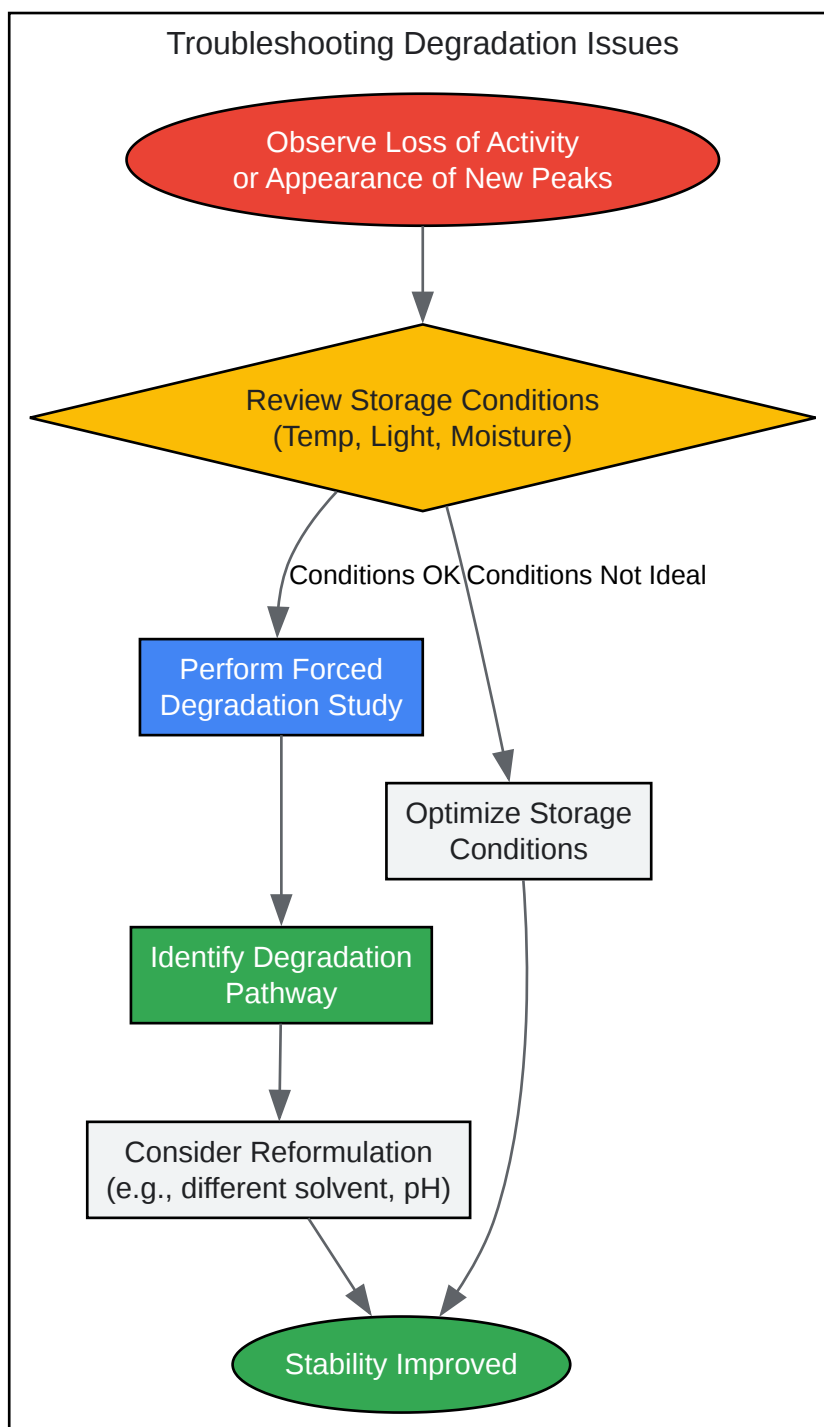 Troubleshooting Degradation Issues
Observe Loss of Activity
or Appearance of New Peaks
Review Storage Conditions
(Temp, Light, Moisture)
Conditions OK
Conditions Not Ideal
Perform Forced
Degradation Study
Optimize Storage
Conditions
Identify Degradation
Pathway
Consider Reformulation
(e.g., different solvent, pH)
Stability Improved